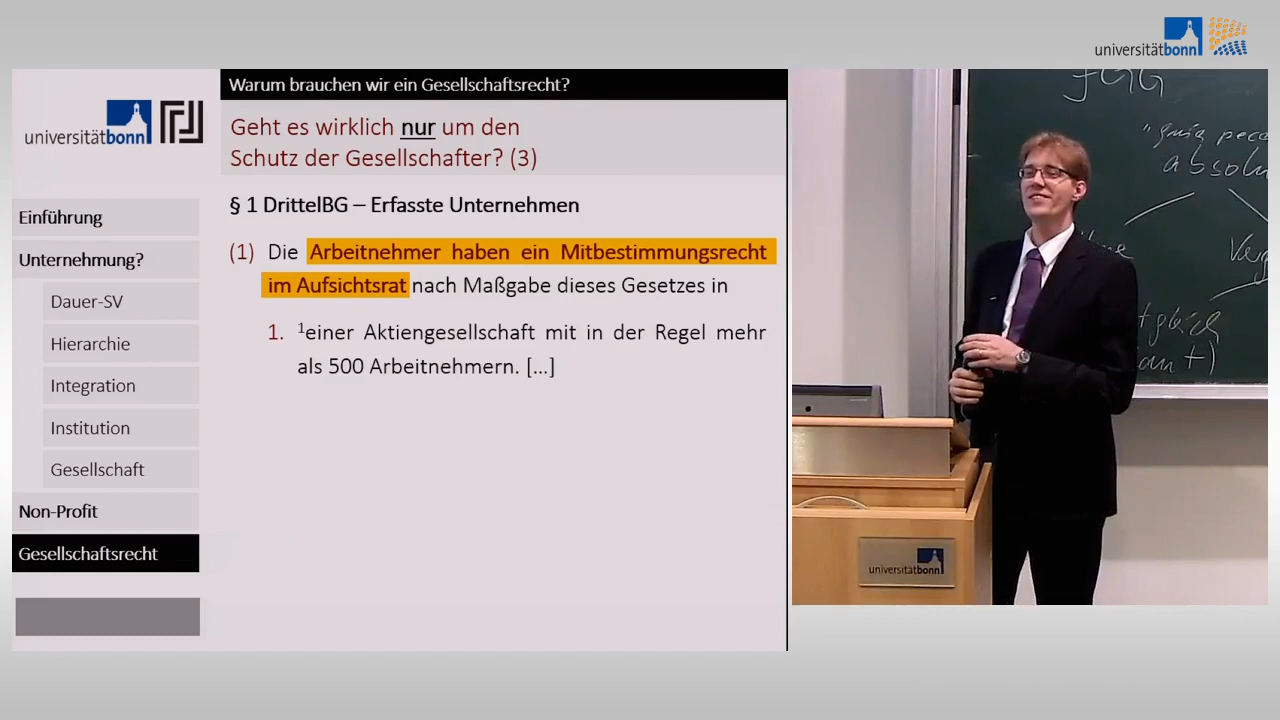 universitätbonn
Warum brauchen wir ein Gesellschaftsrecht?
universitätbonn
Geht es wirklich nur um den
Schutz der Gesellschafter? (3)
Einführung
Unternehmung?
Dauer-SV
Hierarchie
Integration
Institution
Gesellschaft
Non-Profit
Gesellschaftsrecht
§ 1 DrittelBG – Erfasste Unternehmen
(1) Die Arbeitnehmer haben ein Mitbestimmungsrecht
im Aufsichtsrat nach Maßgabe dieses Gesetzes in
1. ¹einer Aktiengesellschaft mit in der Regel mehr
als 500 Arbeitnehmern. [...]
universitätbonn